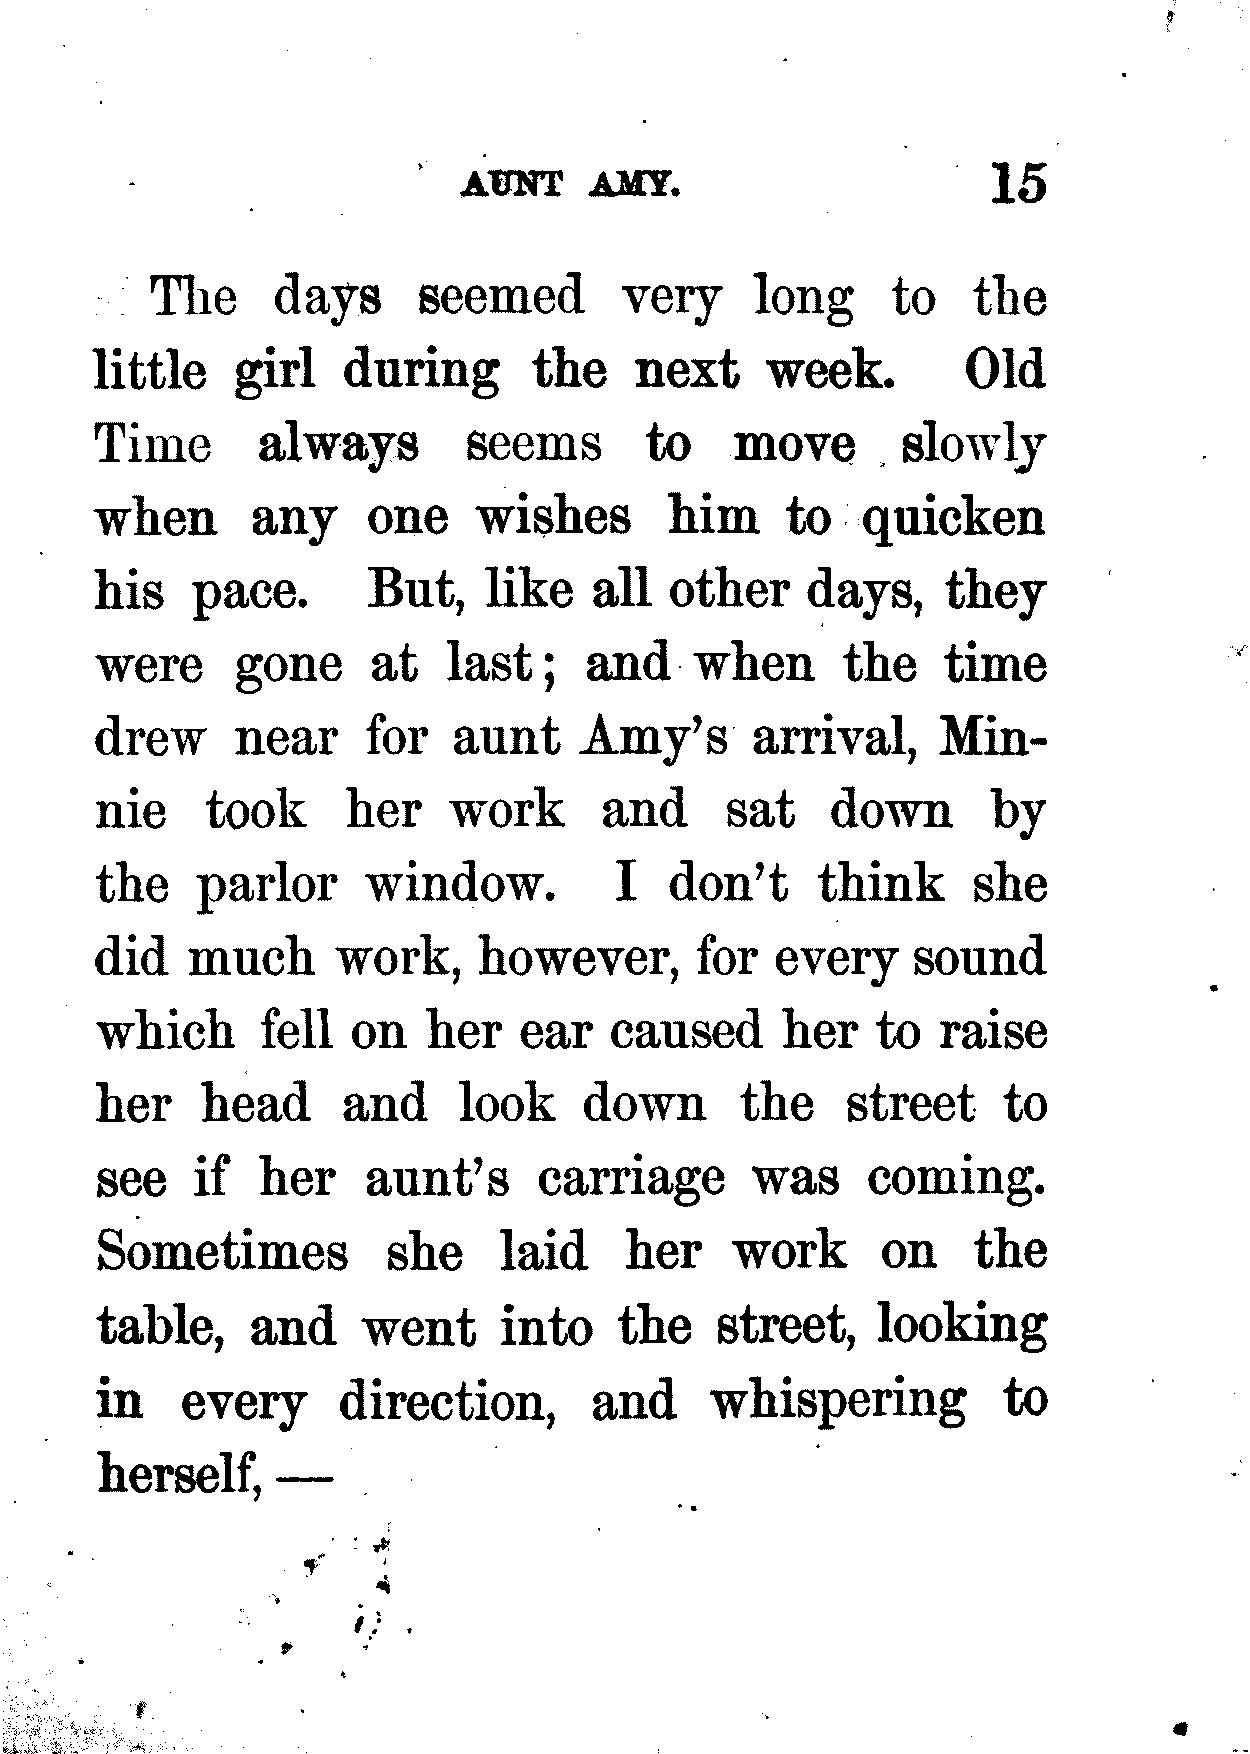 AUNT AMY. 15
The days seemed very long to the
little girl during the next week. Old
Time always seems to move slowly
when any one wishes him to quicken
his pace. But, like all other days, they
were gone at last; and when the time
drew near for aunt Amy's arrival, Min-
nie took her work and sat down by
the parlor window. I don't think she
did much work, however, for every sound
which fell on her ear caused her to raise
her head and look down the street to
see if her aunt's carriage was coming.
Sometimes she laid her work on the
table, and went into the street, looking
in every direction, and whispering to
herself, —